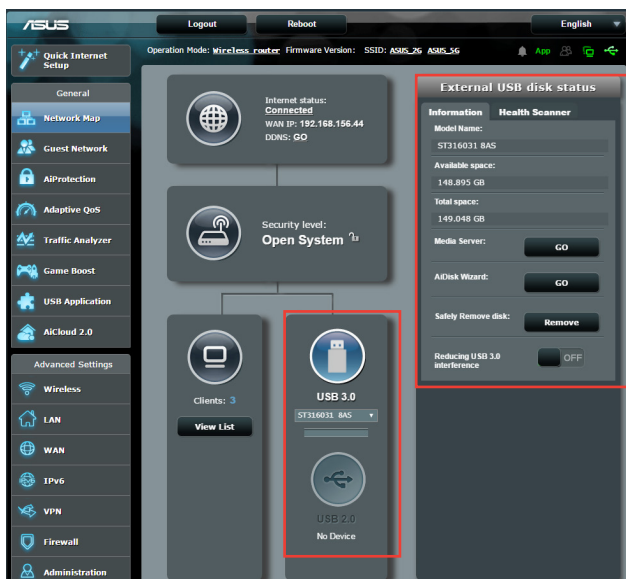 ASUS
Logout
Reboot
English
Quick Internet
Setup
Operation Mode: Wireless router Firmware Version: SSID: ASUS_2G ASUS_5G
App
General
Network Map
Guest Network
AiProtection
Adaptive QoS
Traffic Analyzer
Game Boost
USB Application
AiCloud 2.0
Advanced Settings
Wireless
LAN
WAN
IPv6
VPN
Firewall
Administration
Internet status:
Connected
WAN IP: 192.168.156.44
DDNS: GO
Security level:
Open System
Clients: 3
View List
USB 3.0
ST316031 8AS
USB 2.0
No Device
External USB disk status
Information
Health Scanner
Model Name:
ST316031 8AS
Available space:
148.895 GB
Total space:
149.048 GB
Media Server:
GO
AiDisk Wizard:
GO
Safely Remove disk:
Remove
Reducing USB 3.0
interference
OFF